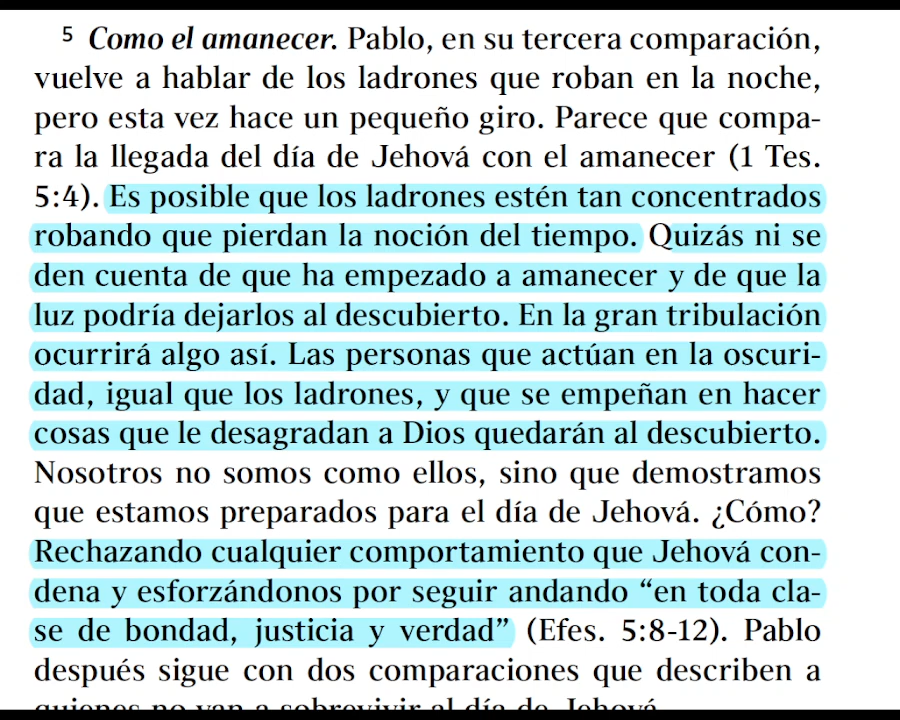 5 Como el amanecer. Pablo, en su tercera comparación,
vuelve a hablar de los ladrones que roban en la noche,
pero esta vez hace un pequeño giro. Parece que compa-
ra la llegada del día de Jehová con el amanecer (1 Tes.
5:4). Es posible que los ladrones estén tan concentrados
robando que pierdan la noción del tiempo. Quizás ni se
den cuenta de que ha empezado a amanecer y de que la
luz podría dejarlos al descubierto. En la gran tribulación
ocurrirá algo así. Las personas que actúan en la oscuri-
dad, igual que los ladrones, y que se empeñan en hacer
cosas que le desagradan a Dios quedarán al descubierto.
Nosotros no somos como ellos, sino que demostramos
que estamos preparados para el día de Jehová. ¿Cómo?
Rechazando cualquier comportamiento que Jehová con-
dena y esforzándonos por seguir andando “en toda cla-
se de bondad, justicia y verdad” (Efes. 5:8-12). Pablo
después sigue con dos comparaciones que describen a
quienes no van a sobrevivir al día de Jehová